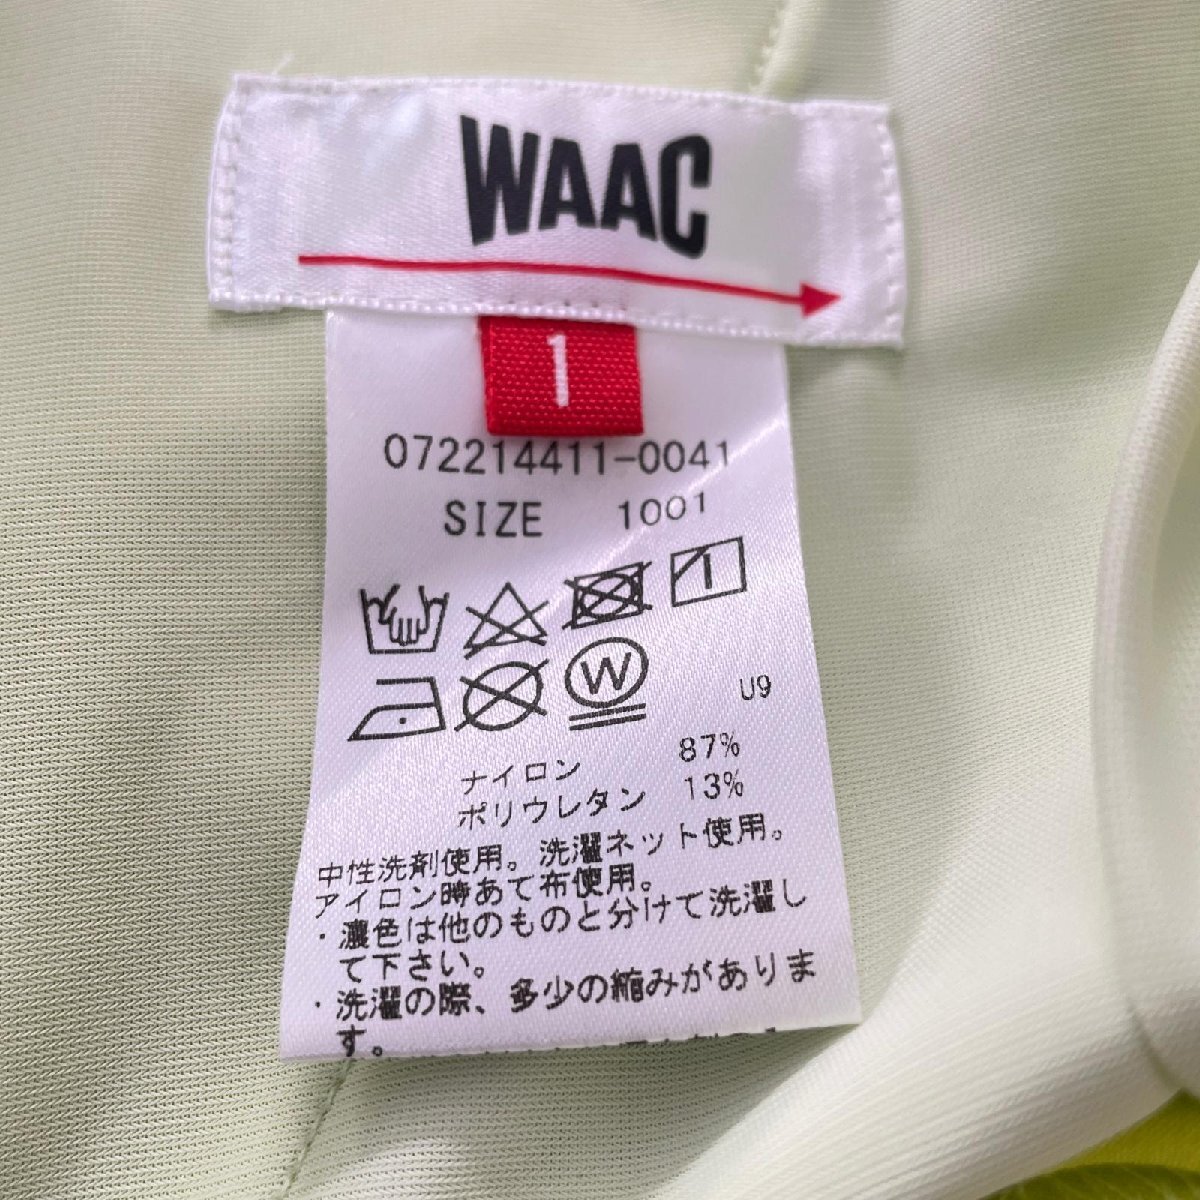 WAAC
1
072214411-0041
SIZE 1001
W
U9
ナイロン 87%
ポリウレタン 13%
中性洗剤使用。洗濯ネット使用。
アイロン時あて布使用。
・濃色は他のものと分けて洗濯し
て下さい。
・洗濯の際、多少の縮みがありま
す。